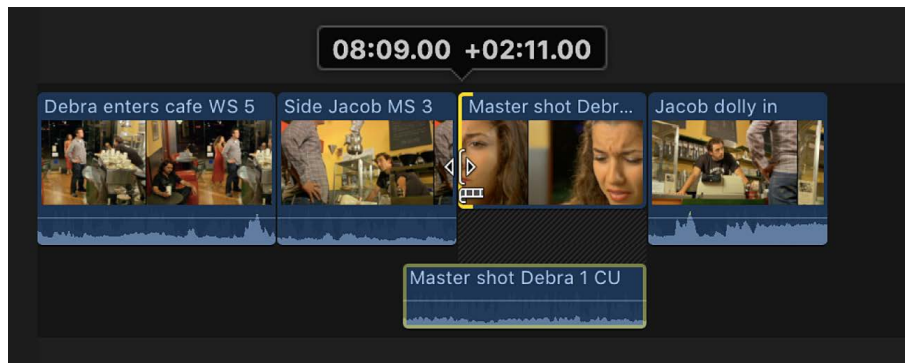 08:09.00 +02:11.00
Debra enters cafe WS 5
Side Jacob MS 3
Master shot Debr...
Jacob dolly in
Master shot Debra 1 CU